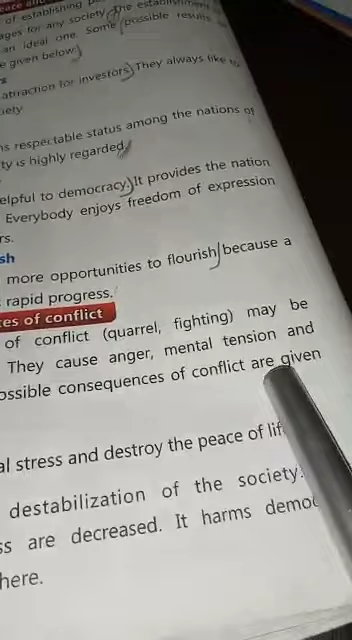 of establishing
ages for any society. The establishment
an ideal one. Some possible results
e given below:
s
attraction for investors. They always like to
iety
ns respectable status among the nations of
ty is highly regarded.
elpful to democracy. It provides the nation
Everybody enjoys freedom of expression
rs.
sh
more opportunities to flourish because a
rapid progress.
ces of conflict
of conflict (quarrel, fighting) may be
They cause anger, mental tension and
ossible consequences of conflict are given
al stress and destroy the peace of lif
destabilization of the society.
ss are decreased. It harms democ
here.